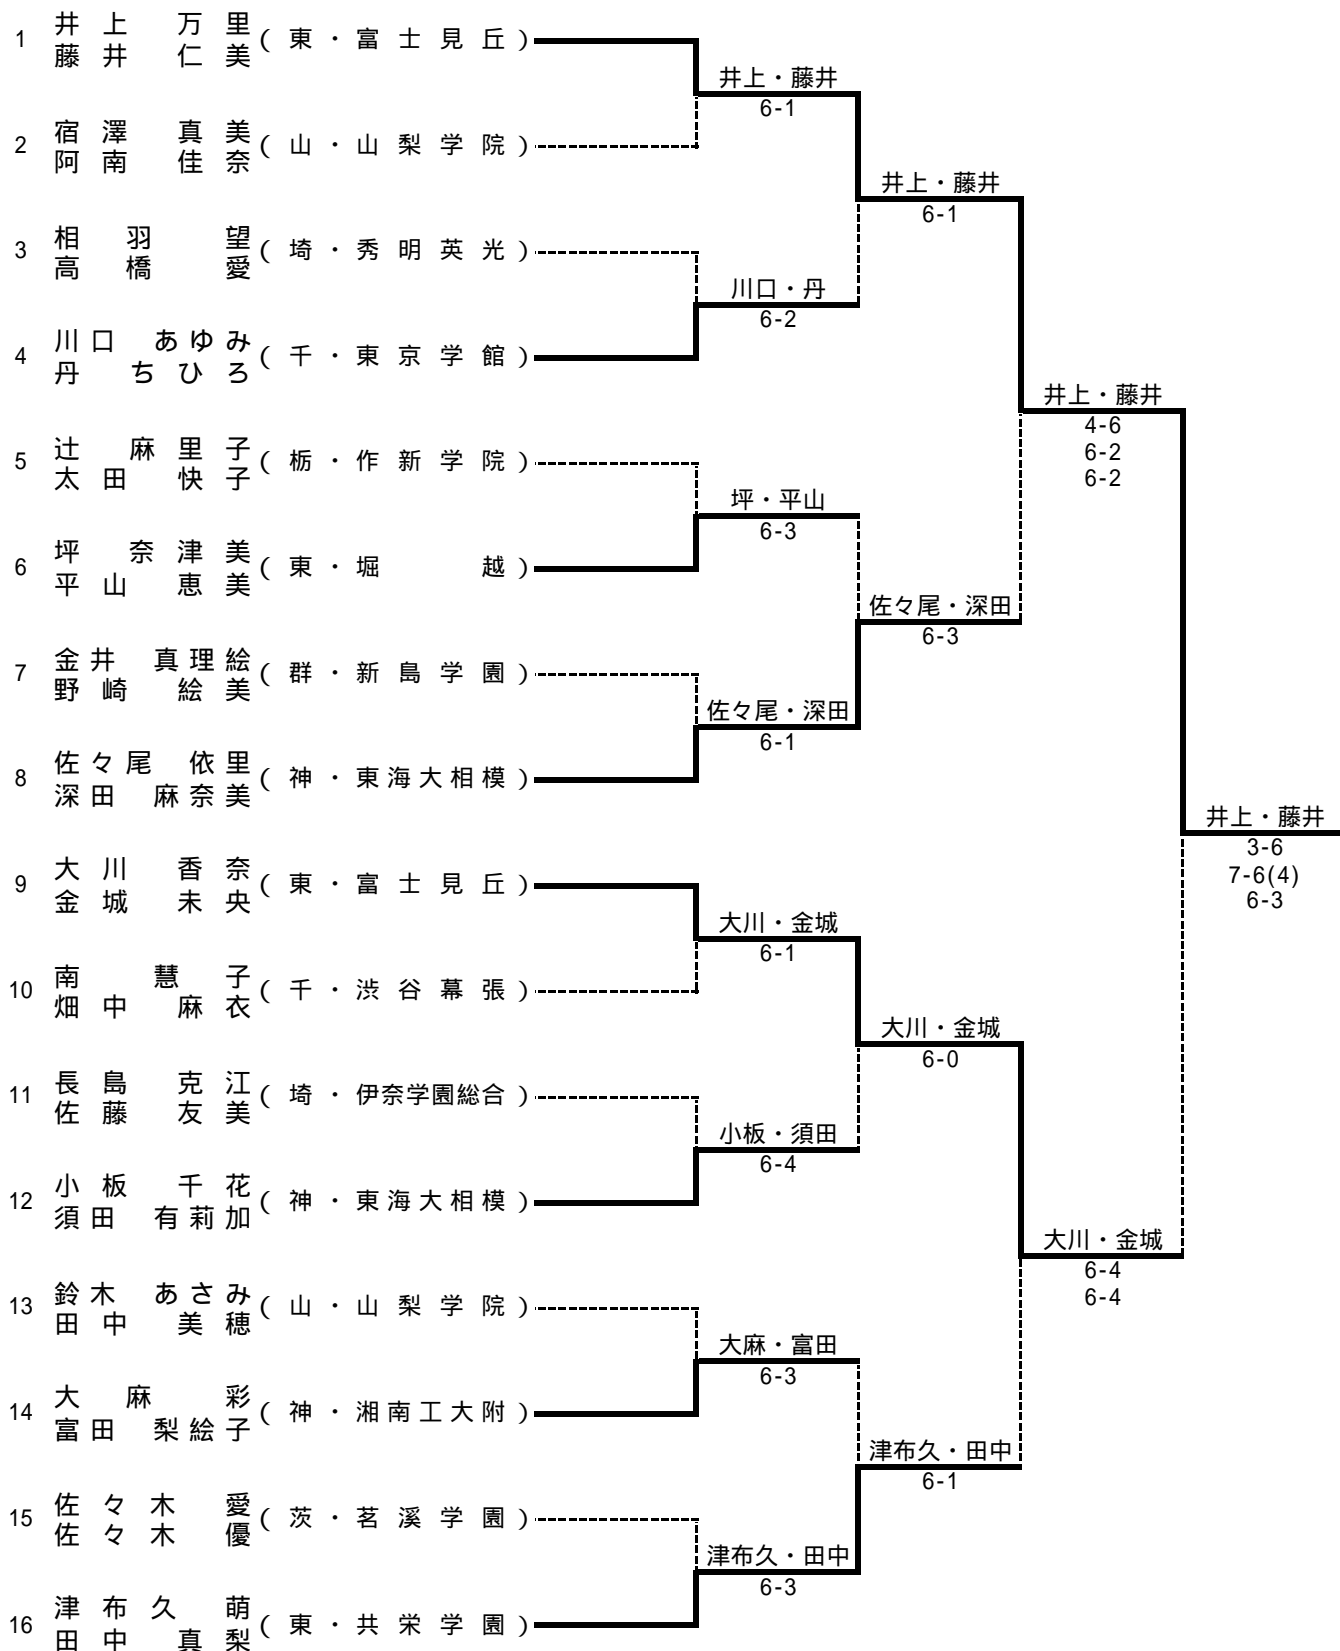 1 井上 万里 (東・富士見丘)
藤井 仁美
井上・藤井
6-1
2 宿澤 真美 (山・山梨学院)
阿南 佳奈
井上・藤井
6-1
3 相羽 望 (埼・秀明英光)
高橋 愛
川口・丹
6-2
4 川口 あゆみ (千・東京学館)
丹 ちひろ
井上・藤井
4-6
6-2
6-2
5 辻 麻里子 (栃・作新学院)
太田 快子
坪・平山
6-3
6 坪 奈津美 (東・堀越)
平山 恵美
佐々尾・深田
6-3
7 金井 真理絵 (群・新島学園)
野崎 絵美
佐々尾・深田
6-1
8 佐々尾 依里 (神・東海大相模)
深田 麻奈美
井上・藤井
3-6
7-6(4)
6-3
9 大川 香奈 (東・富士見丘)
金城 未央
大川・金城
6-1
10 南 慧子 (千・渋谷幕張)
畑中 麻衣
大川・金城
6-0
11 長島 克江 (埼・伊奈学園総合)
佐藤 友美
小板・須田
6-4
12 小板 千花 (神・東海大相模)
須田 有莉加
大川・金城
6-4
6-4
13 鈴木 あさみ (山・山梨学院)
田中 美穂
大麻・富田
6-3
14 大麻 彩 (神・湘南工大附)
富田 梨絵子
津布久・田中
6-1
15 佐々木 愛 (茨・茗溪学園)
佐々木 優
津布久・田中
6-3
16 津布久 萌 (東・共栄学園)
田中 真梨